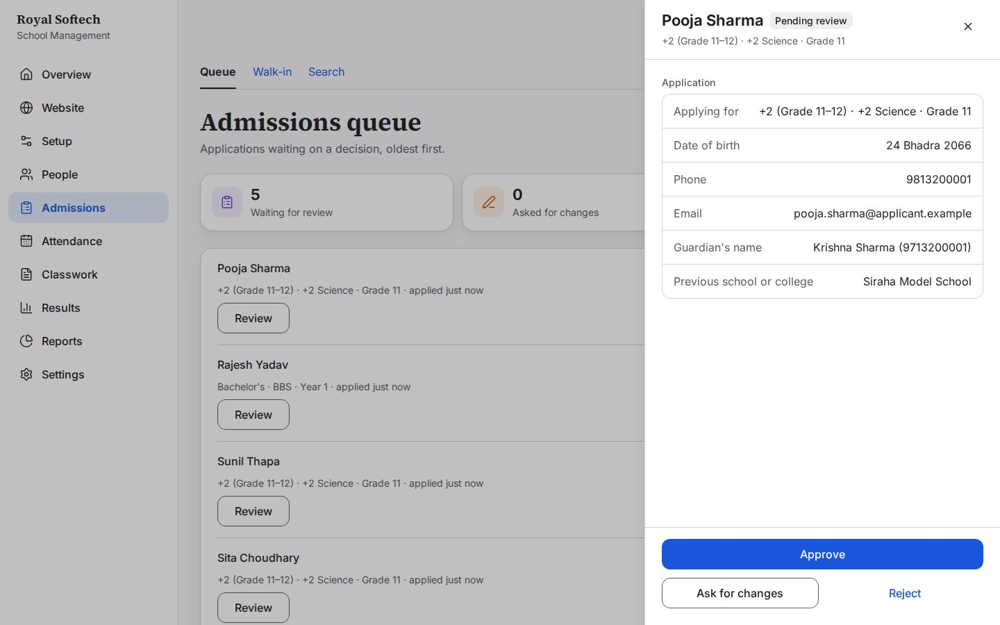 Royal Softech
School Management
Overview
Website
Setup
People
Admissions
Attendance
Classwork
Results
Reports
Settings
Queue
Walk-in
Search
Admissions queue
Applications waiting on a decision, oldest first.
5
Waiting for review
0
Asked for changes
Pooja Sharma
+2 (Grade 11–12) · +2 Science · Grade 11 · applied just now
Review
Rajesh Yadav
Bachelor's · BBS · Year 1 · applied just now
Review
Sunil Thapa
+2 (Grade 11–12) · +2 Science · Grade 11 · applied just now
Review
Sita Choudhary
+2 (Grade 11–12) · +2 Science · Grade 11 · applied just now
Review
Pooja Sharma Pending review
+2 (Grade 11–12) · +2 Science · Grade 11
Application
Applying for +2 (Grade 11–12) · +2 Science · Grade 11
Date of birth 24 Bhadra 2066
Phone 9813200001
Email pooja.sharma@applicant.example
Guardian's name Krishna Sharma (9713200001)
Previous school or college Siraha Model School
Approve
Ask for changes
Reject